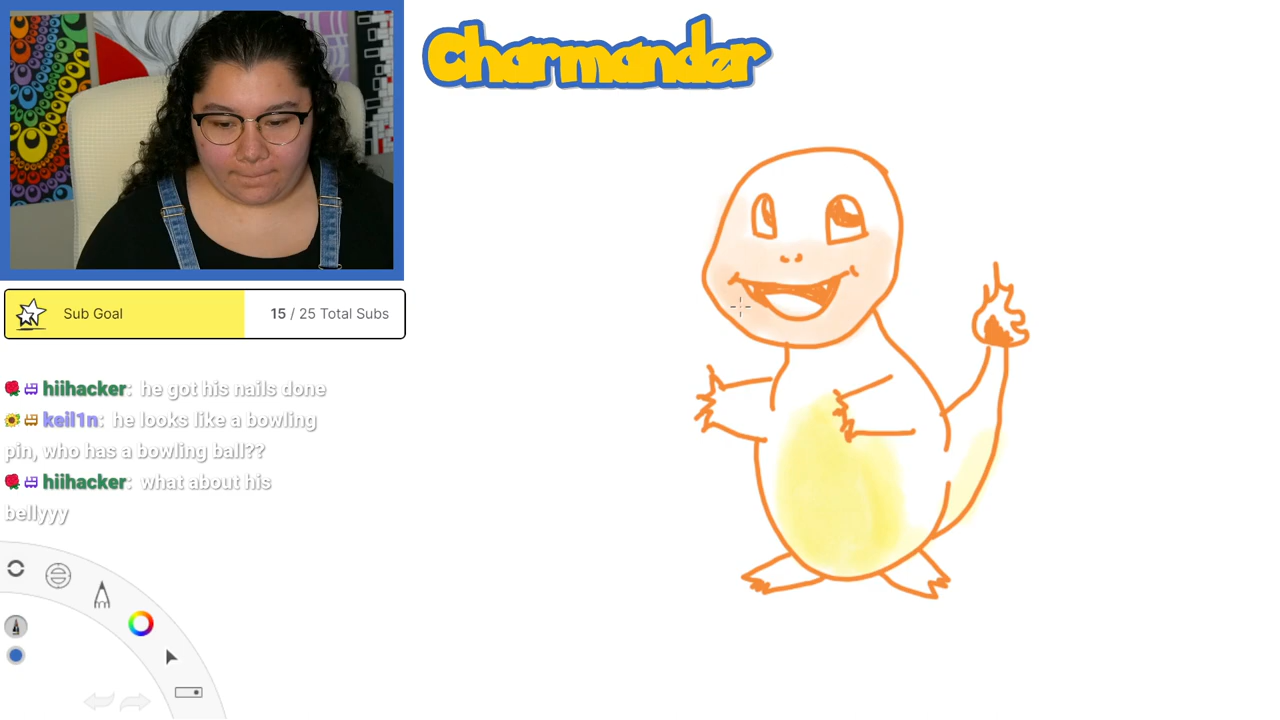 Charmander
Sub Goal 15 / 25 Total Subs
hiihacker: he got his nails done
keil1n: he looks like a bowling
pin, who has a bowling ball??
hiihacker: what about his
bellyyy